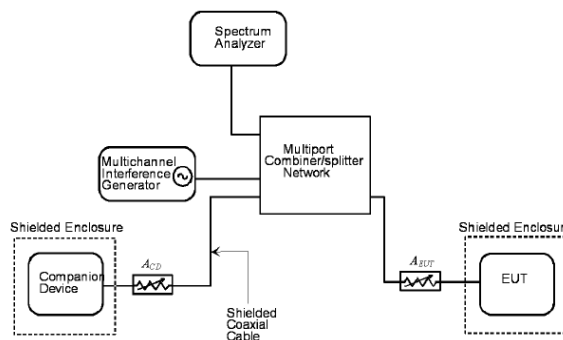 Spectrum
Analyzer
Multiport
Combiner/splitter
Network
Multichannel
Interference
Generator
Shielded Enclosure
Companion
Device
A_CD
Shielded
Coaxial
Cable
A_EUT
Shielded Enclosur
EUT